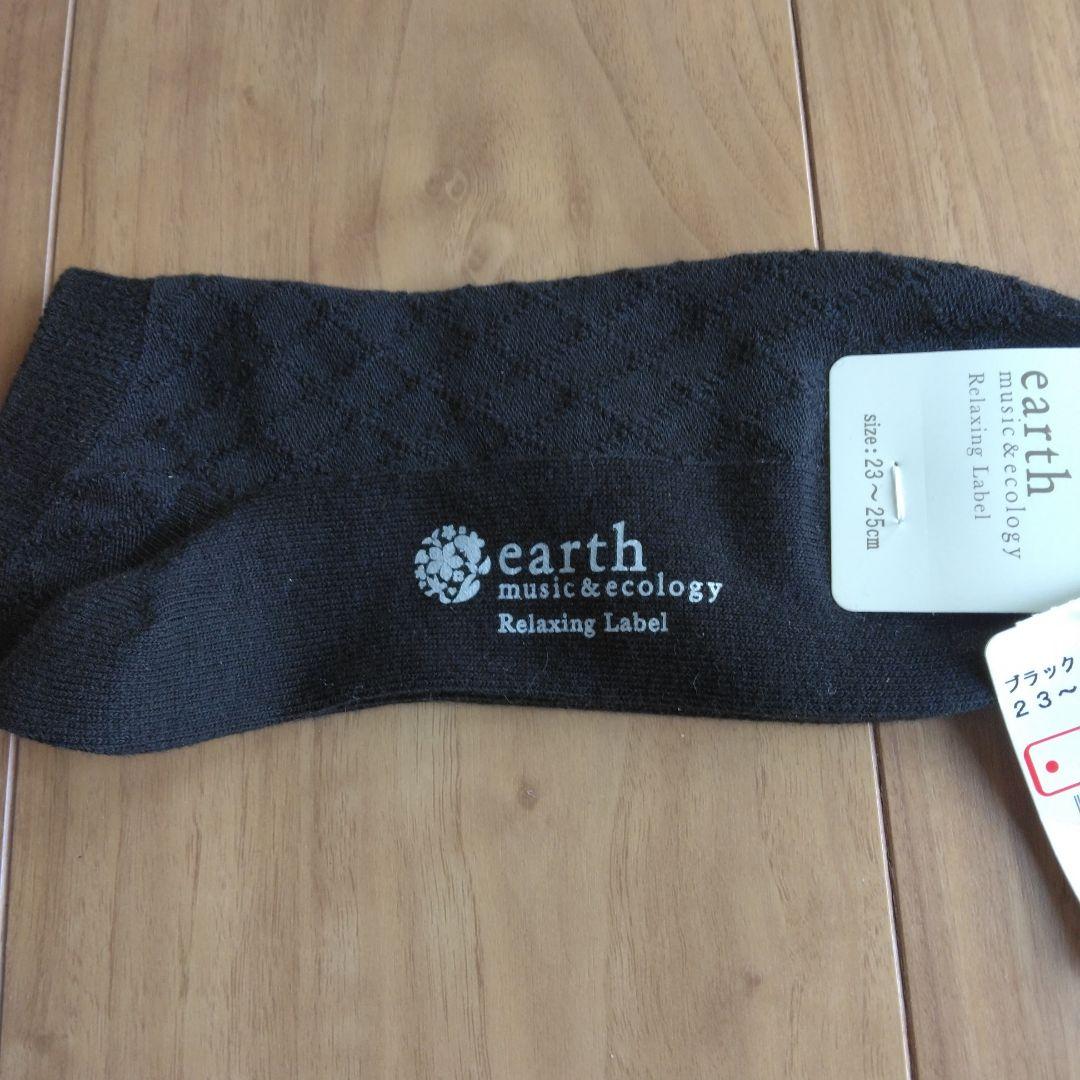 earth
music&ecology
Relaxing Label
earth
music&ecology
Relaxing Label
size:23～25cm
ブラック
２３～